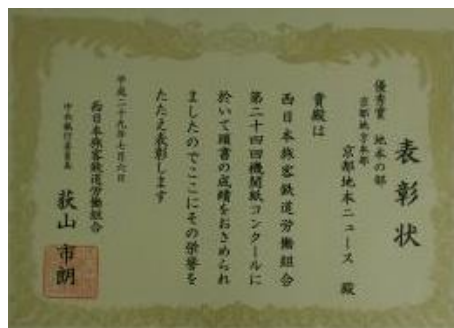 表彰状
優秀賞 地本の部
京都地方本部
京都地本ニュース 殿
貴殿は
西日本旅客鉄道労働組合
第二十四回機関紙コンクールに
於いて頭書の成績をおさめられ
ましたのでここにその栄誉を
たたえ表彰します
平成二十九年七月六日
西日本旅客鉄道労働組合
中央執行委員長
荻山市朗